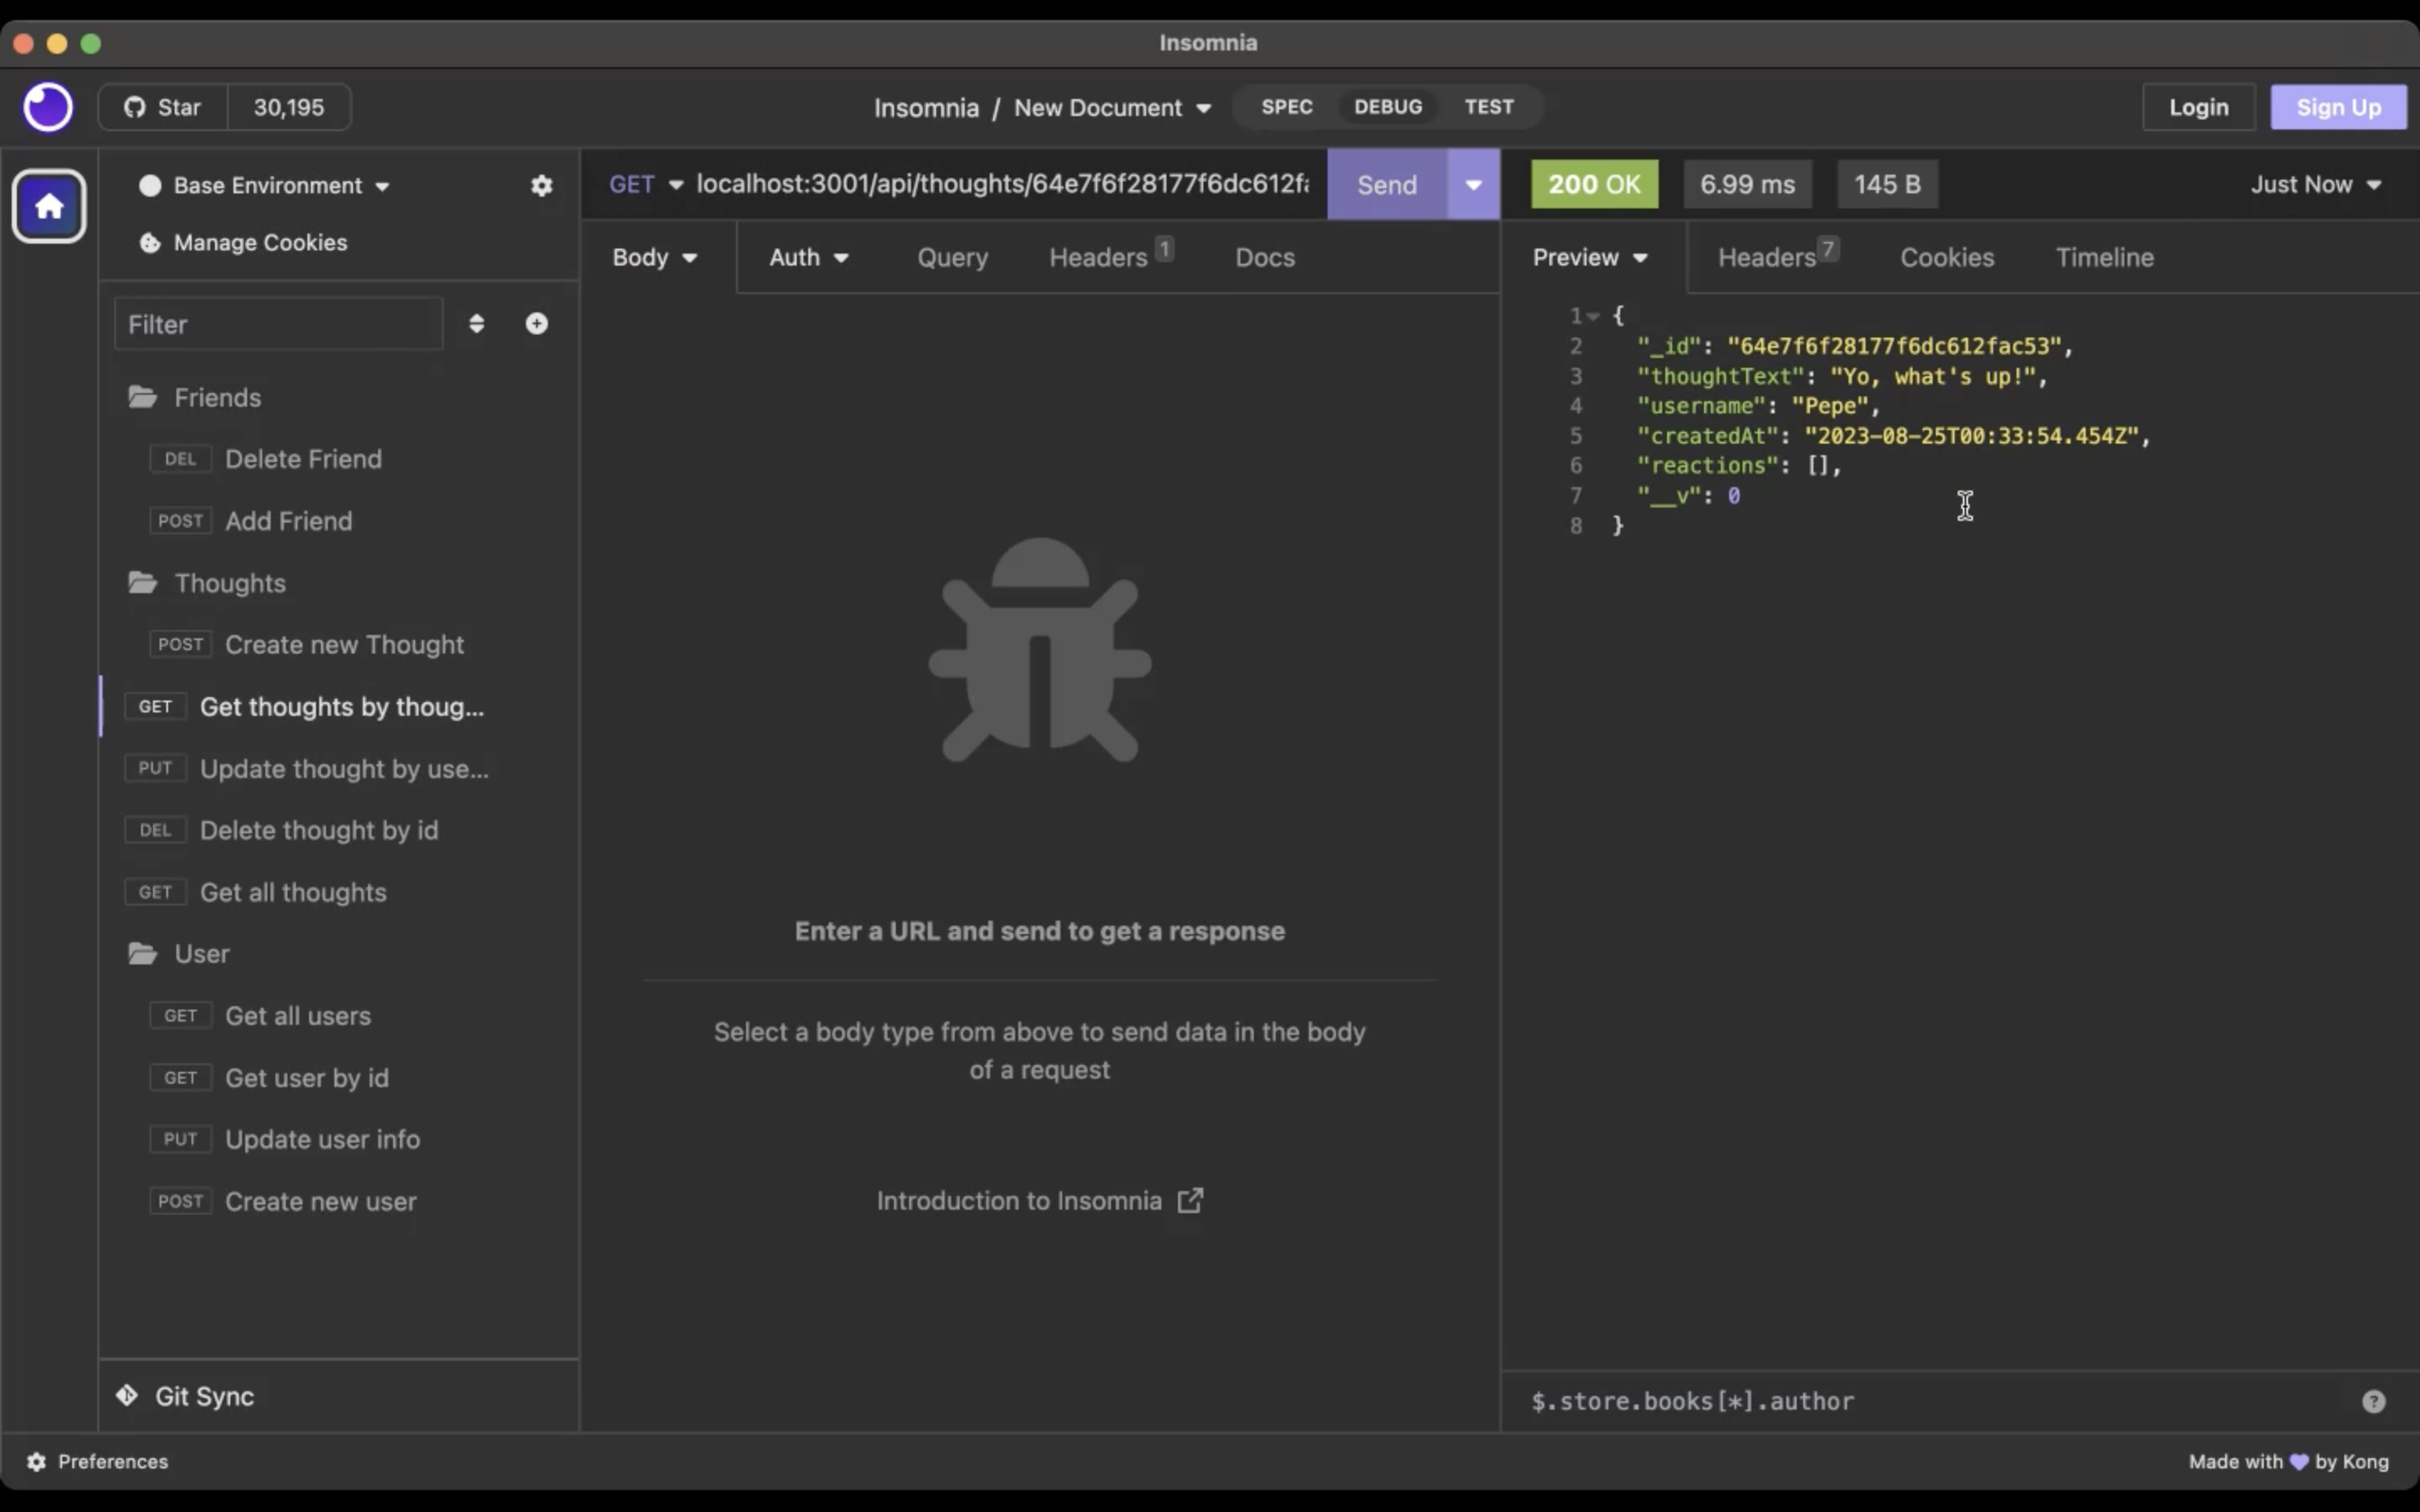 Insomnia
Star 30,195
Insomnia / New Document
SPEC DEBUG TEST
Login Sign Up
Base Environment
Manage Cookies
Filter
Friends
DEL Delete Friend
POST Add Friend
Thoughts
POST Create new Thought
GET Get thoughts by thoug...
PUT Update thought by use...
DEL Delete thought by id
GET Get all thoughts
User
GET Get all users
GET Get user by id
PUT Update user info
POST Create new user
Git Sync
GET localhost:3001/api/thoughts/64e7f6f28177f6dc612f
Send
Body Auth Query Headers 1 Docs
Enter a URL and send to get a response
Select a body type from above to send data in the body
of a request
Introduction to Insomnia
200 OK 6.99 ms 145 B Just Now
Preview Headers 7 Cookies Timeline
1 {
2 "_id": "64e7f6f28177f6dc612fac53",
3 "thoughtText": "Yo, what's up!",
4 "username": "Pepe",
5 "createdAt": "2023-08-25T00:33:54.454Z",
6 "reactions": [],
7 "__v": 0
8 }
$.store.books[*].author
Preferences
Made with 💜 by Kong